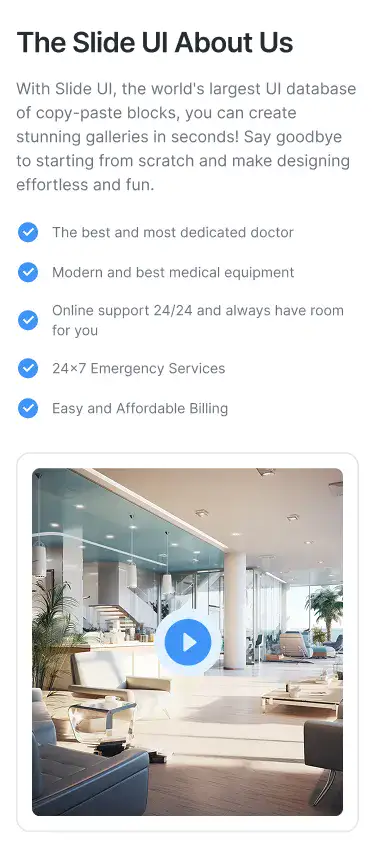 The Slide UI About Us
With Slide UI, the world's largest UI database
of copy-paste blocks, you can create
stunning galleries in seconds! Say goodbye
to starting from scratch and make designing
effortless and fun.
The best and most dedicated doctor
Modern and best medical equipment
Online support 24/24 and always have room
for you
24×7 Emergency Services
Easy and Affordable Billing